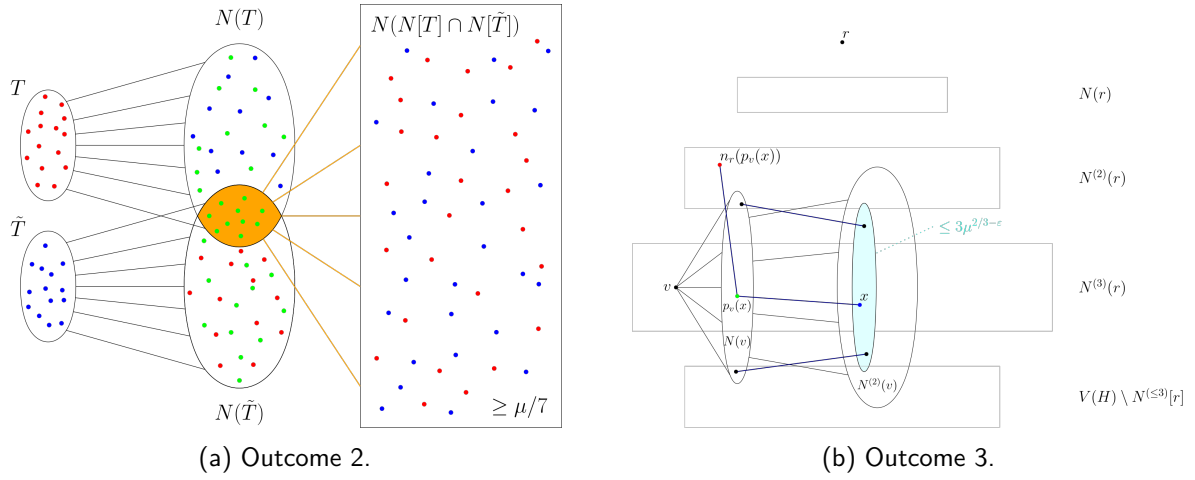 N(T)
T
N(N[T] ∩ N[T̃])
T̃
N(T̃)
≥ μ/7
(a) Outcome 2.
r
N(r)
n_r(p_v(x))
N^{(2)}(r)
≤ 3μ^{2/3−ε}
v
p_v(x)
x
N^{(3)}(r)
N(v)
N^{(2)}(v)
V(H) \ N^{(≤3)}[r]
(b) Outcome 3.